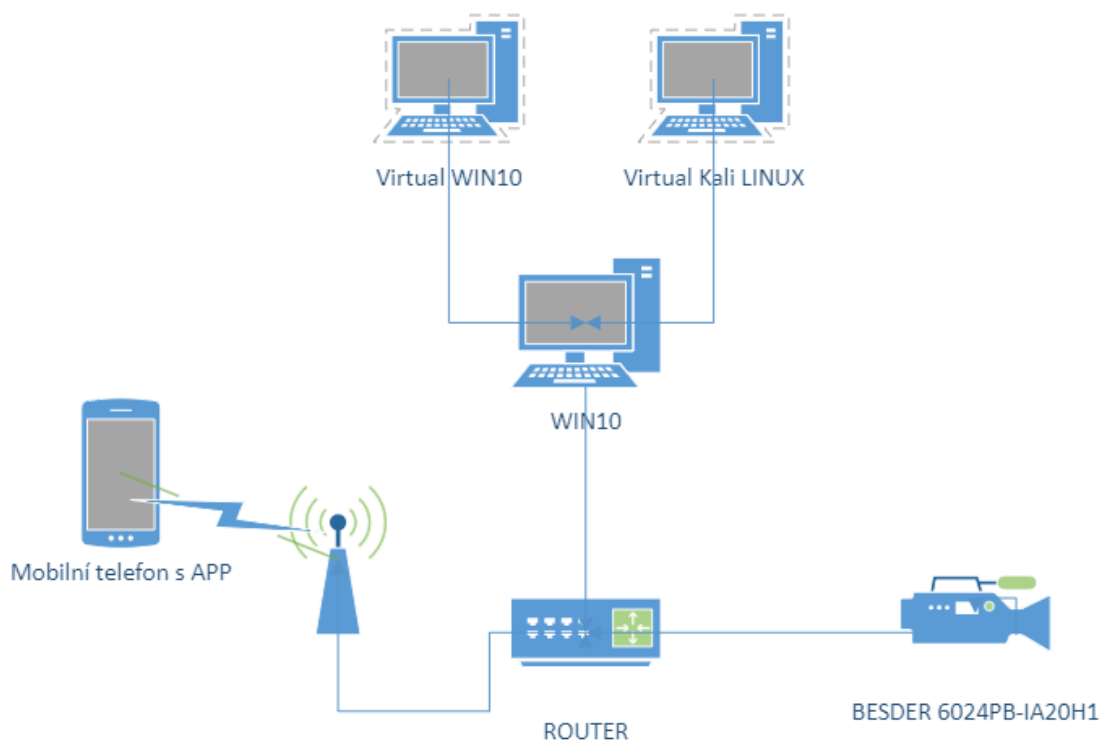 Virtual WIN10
Virtual Kali LINUX
WIN10
Mobilní telefon s APP
BESDER 6024PB-IA20H1
ROUTER